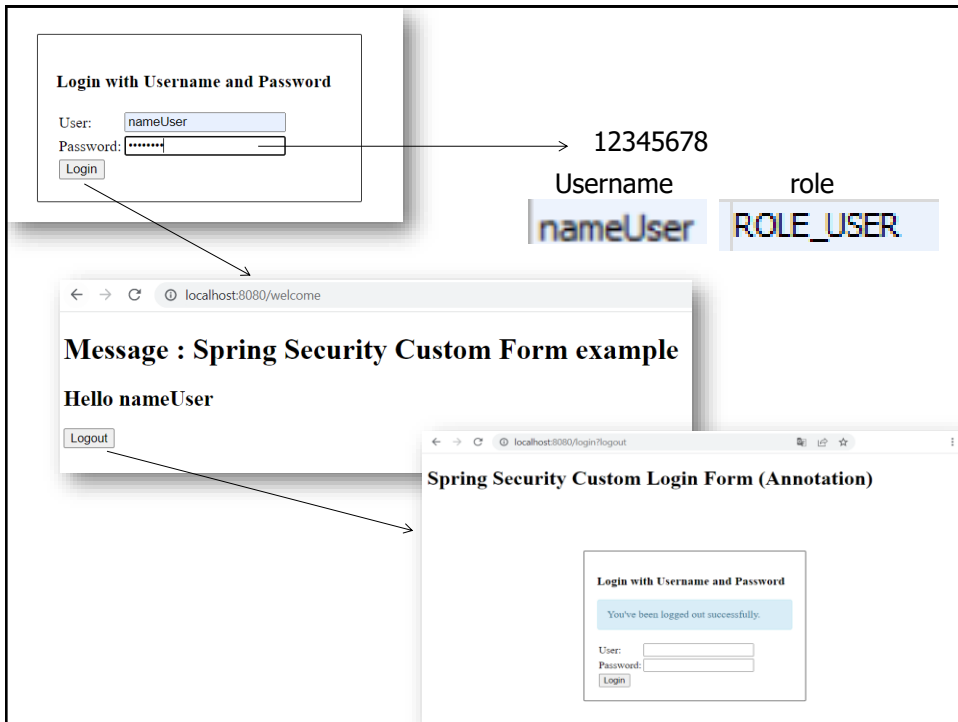 Login with Username and Password
User: nameUser
Password: ••••••••
Login
12345678
Username role
nameUser ROLE_USER
localhost:8080/welcome
Message : Spring Security Custom Form example
Hello nameUser
Logout
localhost:8080/login?logout
Spring Security Custom Login Form (Annotation)
Login with Username and Password
You've been logged out successfully.
User:
Password:
Login